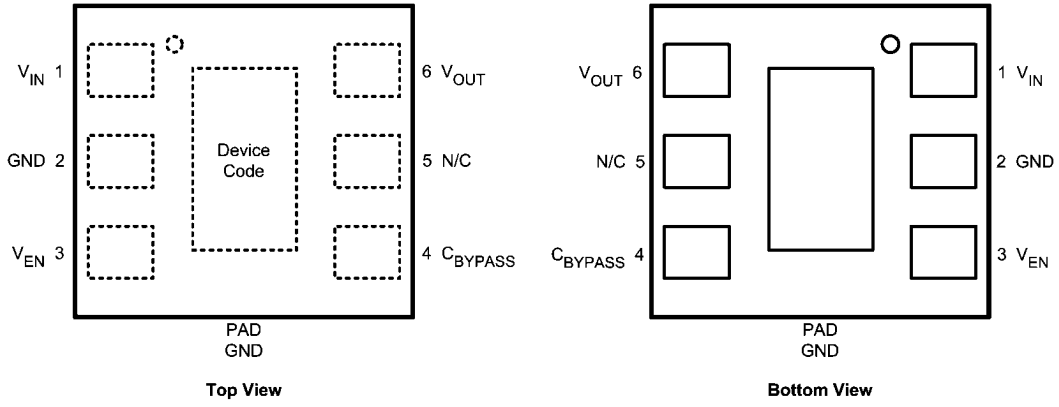 V_IN 1
6 V_OUT
GND 2
Device
Code
5 N/C
V_EN 3
4 C_BYPASS
PAD
GND
Top View
V_OUT 6
1 V_IN
N/C 5
2 GND
C_BYPASS 4
3 V_EN
PAD
GND
Bottom View